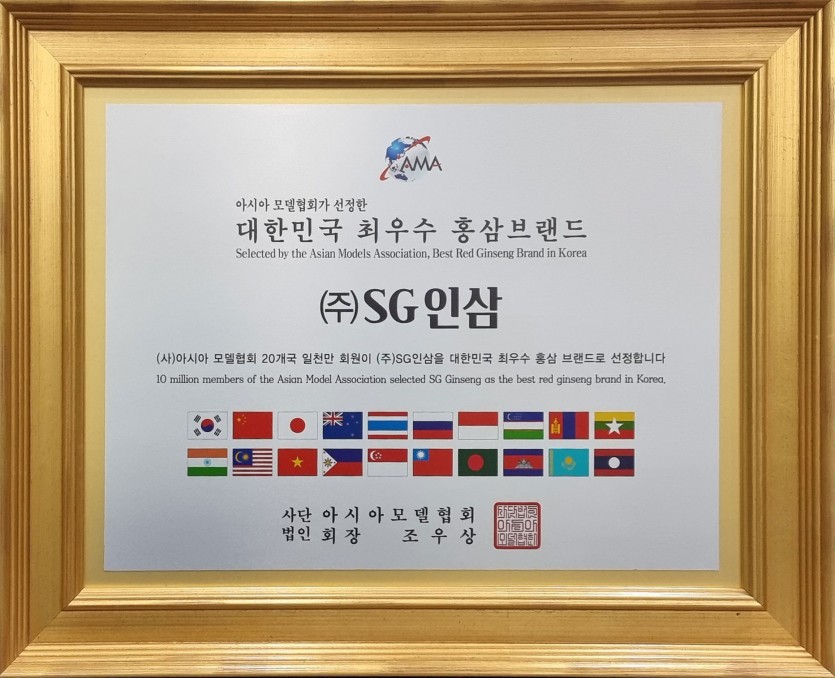 AMA
아시아 모델협회가 선정한
대한민국 최우수 홍삼브랜드
Selected by the Asian Models Association, Best Red Ginseng Brand in Korea
㈜SG인삼
(사)아시아 모델협회 20개국 일천만 회원이 (주)SG인삼을 대한민국 최우수 홍삼 브랜드로 선정합니다
10 million members of the Asian Model Association selected SG Ginseng as the best red ginseng brand in Korea.
사단 아시아모델협회
법인 회장 조우상